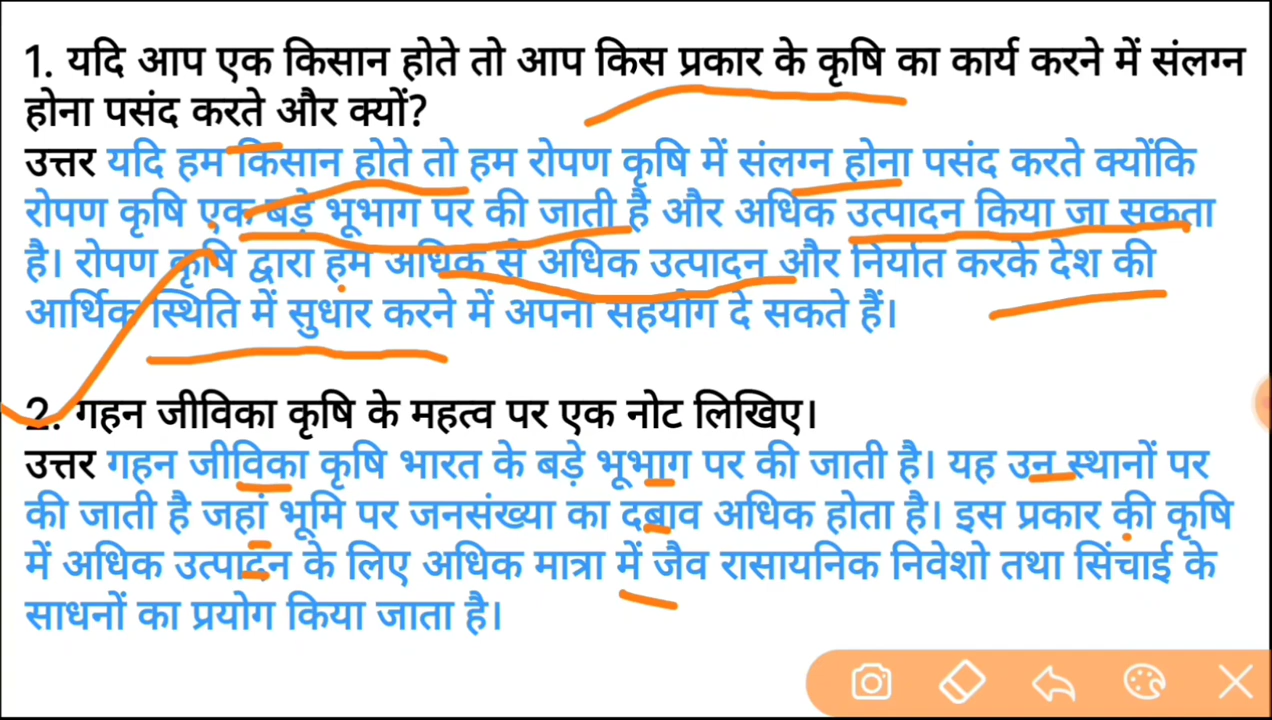 1. यदि आप एक किसान होते तो आप किस प्रकार के कृषि का कार्य करने में संलग्न
होना पसंद करते और क्यों?
उत्तर यदि हम किसान होते तो हम रोपण कृषि में संलग्न होना पसंद करते क्योंकि
रोपण कृषि एक बड़े भूभाग पर की जाती है और अधिक उत्पादन किया जा सकता
है। रोपण कृषि द्वारा हम अधिक से अधिक उत्पादन और निर्यात करके देश की
आर्थिक स्थिति में सुधार करने में अपना सहयोग दे सकते हैं।
2. गहन जीविका कृषि के महत्व पर एक नोट लिखिए।
उत्तर गहन जीविका कृषि भारत के बड़े भूभाग पर की जाती है। यह उन स्थानों पर
की जाती है जहां भूमि पर जनसंख्या का दबाव अधिक होता है। इस प्रकार की कृषि
में अधिक उत्पादन के लिए अधिक मात्रा में जैव रासायनिक निवेशो तथा सिंचाई के
साधनों का प्रयोग किया जाता है।